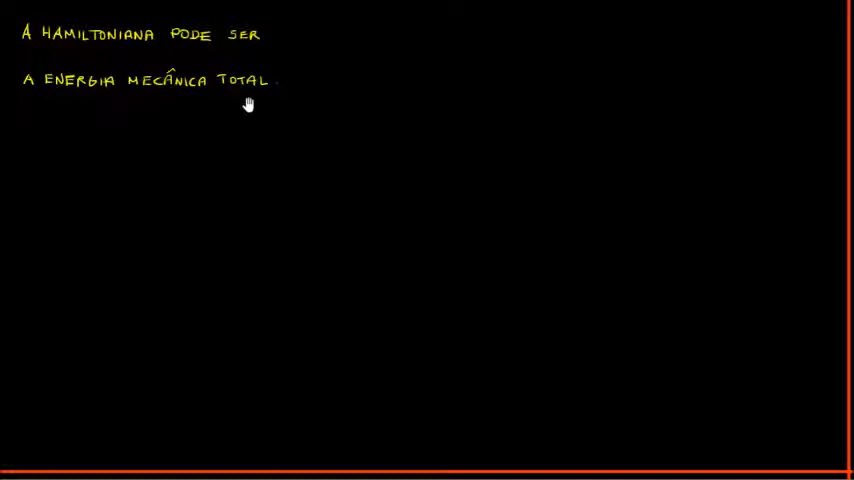 A HAMILTONIANA PODE SER
A ENERGIA MECÂNICA TOTAL.